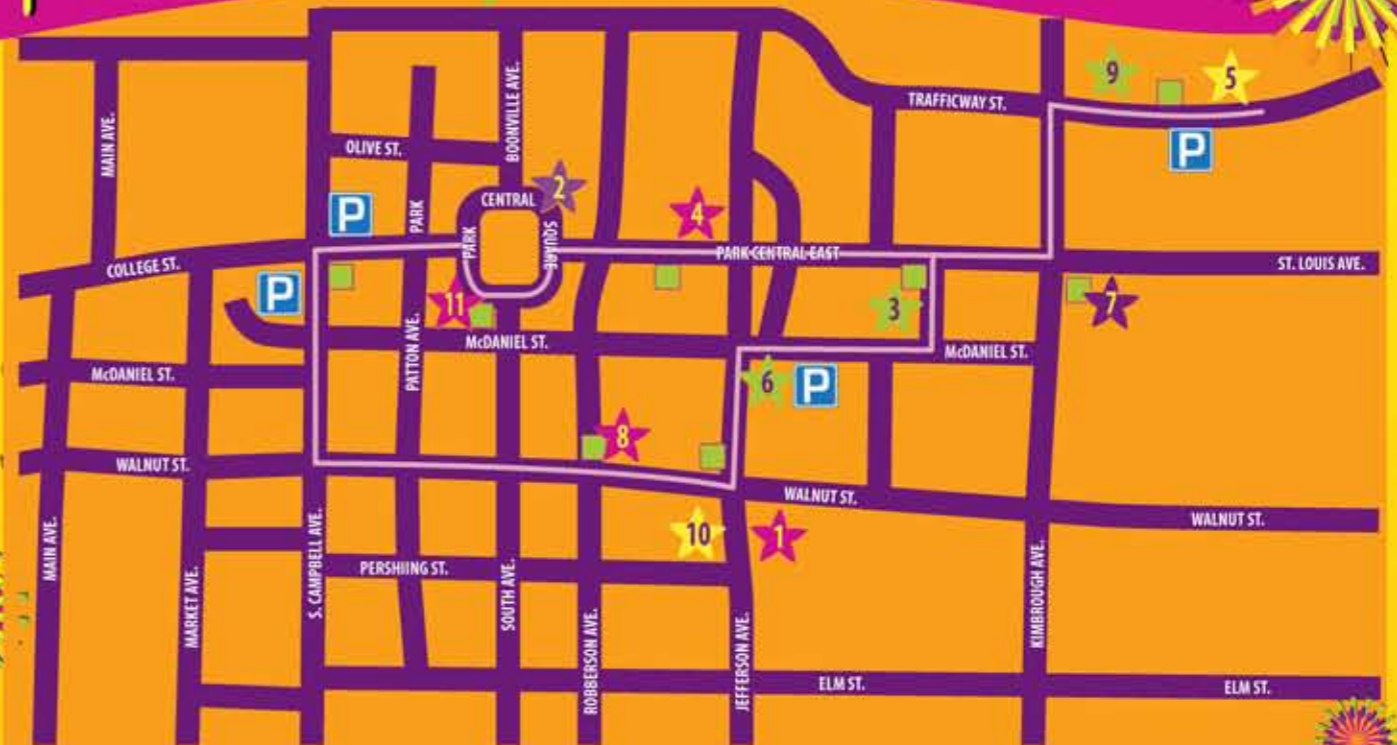 TRAFFICWAY ST.
9
5
P
MAIN AVE.
BOONVILLE AVE.
OLIVE ST.
P
PARK
CENTRAL
2
PARK
SQUARE
4
PARK CENTRAL EAST
ST. LOUIS AVE.
COLLEGE ST.
P
11
3
7
McDANIEL ST.
McDANIEL ST.
McDANIEL ST.
PATTON AVE.
6
P
8
WALNUT ST.
WALNUT ST.
WALNUT ST.
10
1
MAIN AVE.
MARKET AVE.
S. CAMPBELL AVE.
PERSHIING ST.
SOUTH AVE.
ROBBERSON AVE.
JEFFERSON AVE.
KIMBROUGH AVE.
ELM ST.
ELM ST.